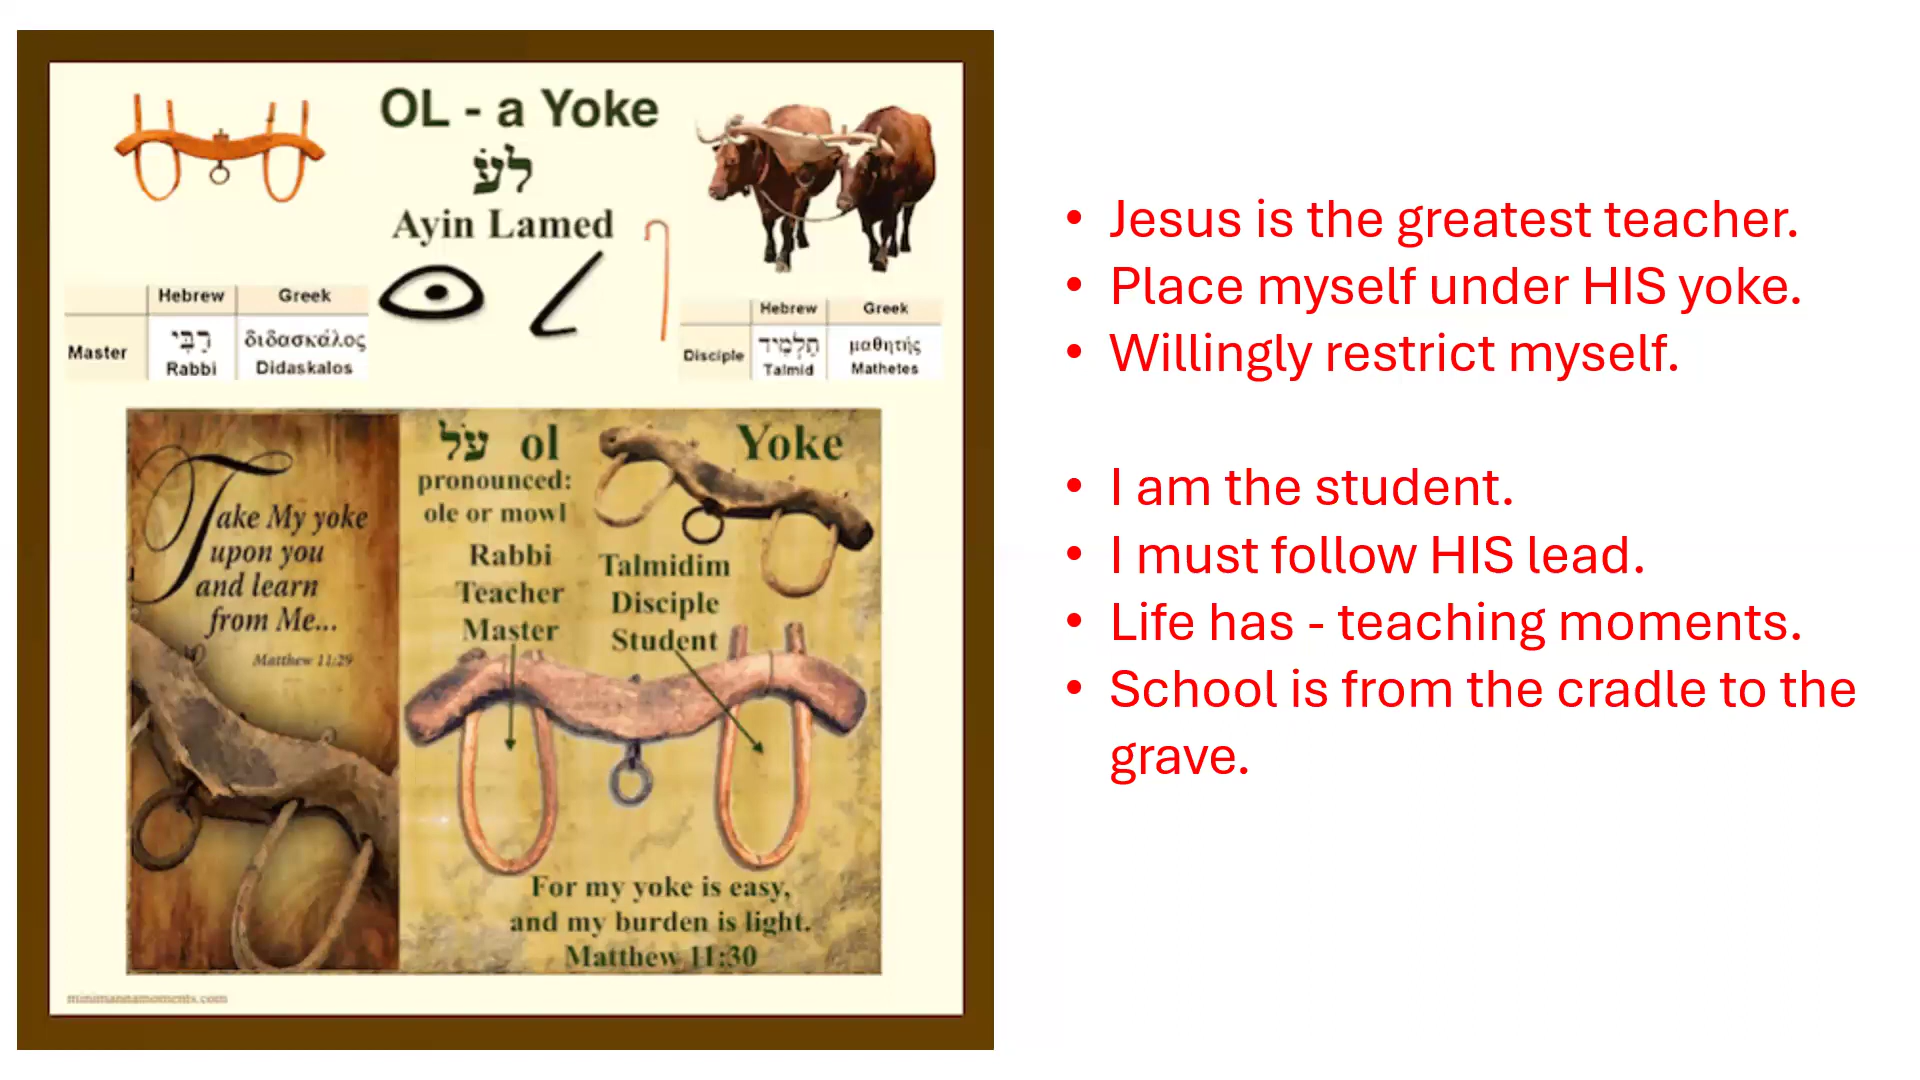 OL - a Yoke
לעֹ
Ayin Lamed
Hebrew Greek
Master רַבִּי διδασκάλος
Rabbi Didaskalos
Hebrew Greek
Disciple תַלְמִיד μαθητής
Talmid Mathetes
Take My yoke
upon you
and learn
from Me...
Matthew 11:29
עֹל ol
pronounced:
ole or mowl
Rabbi
Teacher
Master
Yoke
Talmidim
Disciple
Student
For my yoke is easy,
and my burden is light.
Matthew 11:30
minimannamoments.com
• Jesus is the greatest teacher.
• Place myself under HIS yoke.
• Willingly restrict myself.
• I am the student.
• I must follow HIS lead.
• Life has - teaching moments.
• School is from the cradle to the
grave.